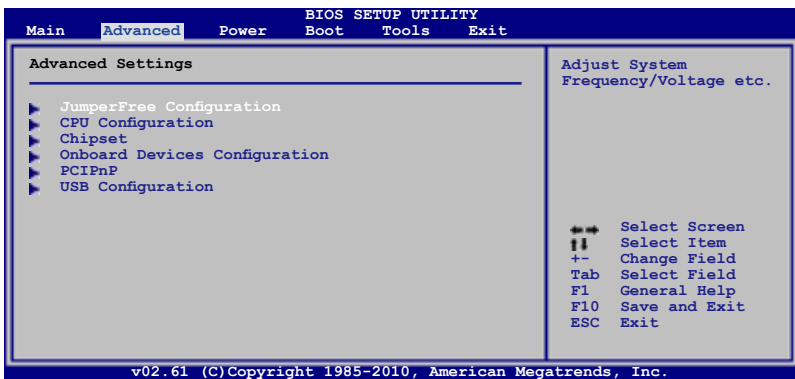 BIOS SETUP UTILITY
Main Advanced Power Boot Tools Exit
Advanced Settings
JumperFree Configuration
CPU Configuration
Chipset
Onboard Devices Configuration
PCIPnP
USB Configuration
Adjust System
Frequency/Voltage etc.
Select Screen
Select Item
+- Change Field
Tab Select Field
F1 General Help
F10 Save and Exit
ESC Exit
v02.61 (C)Copyright 1985-2010, American Megatrends, Inc.